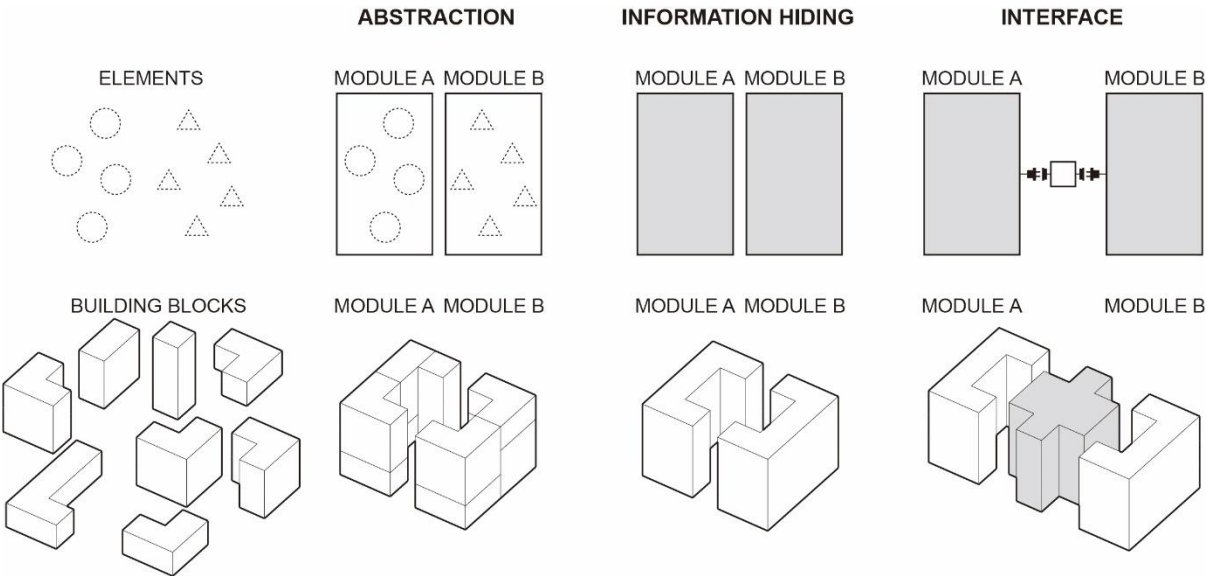 ABSTRACTION INFORMATION HIDING INTERFACE
ELEMENTS MODULE A MODULE B MODULE A MODULE B MODULE A MODULE B
BUILDING BLOCKS MODULE A MODULE B MODULE A MODULE B MODULE A MODULE B